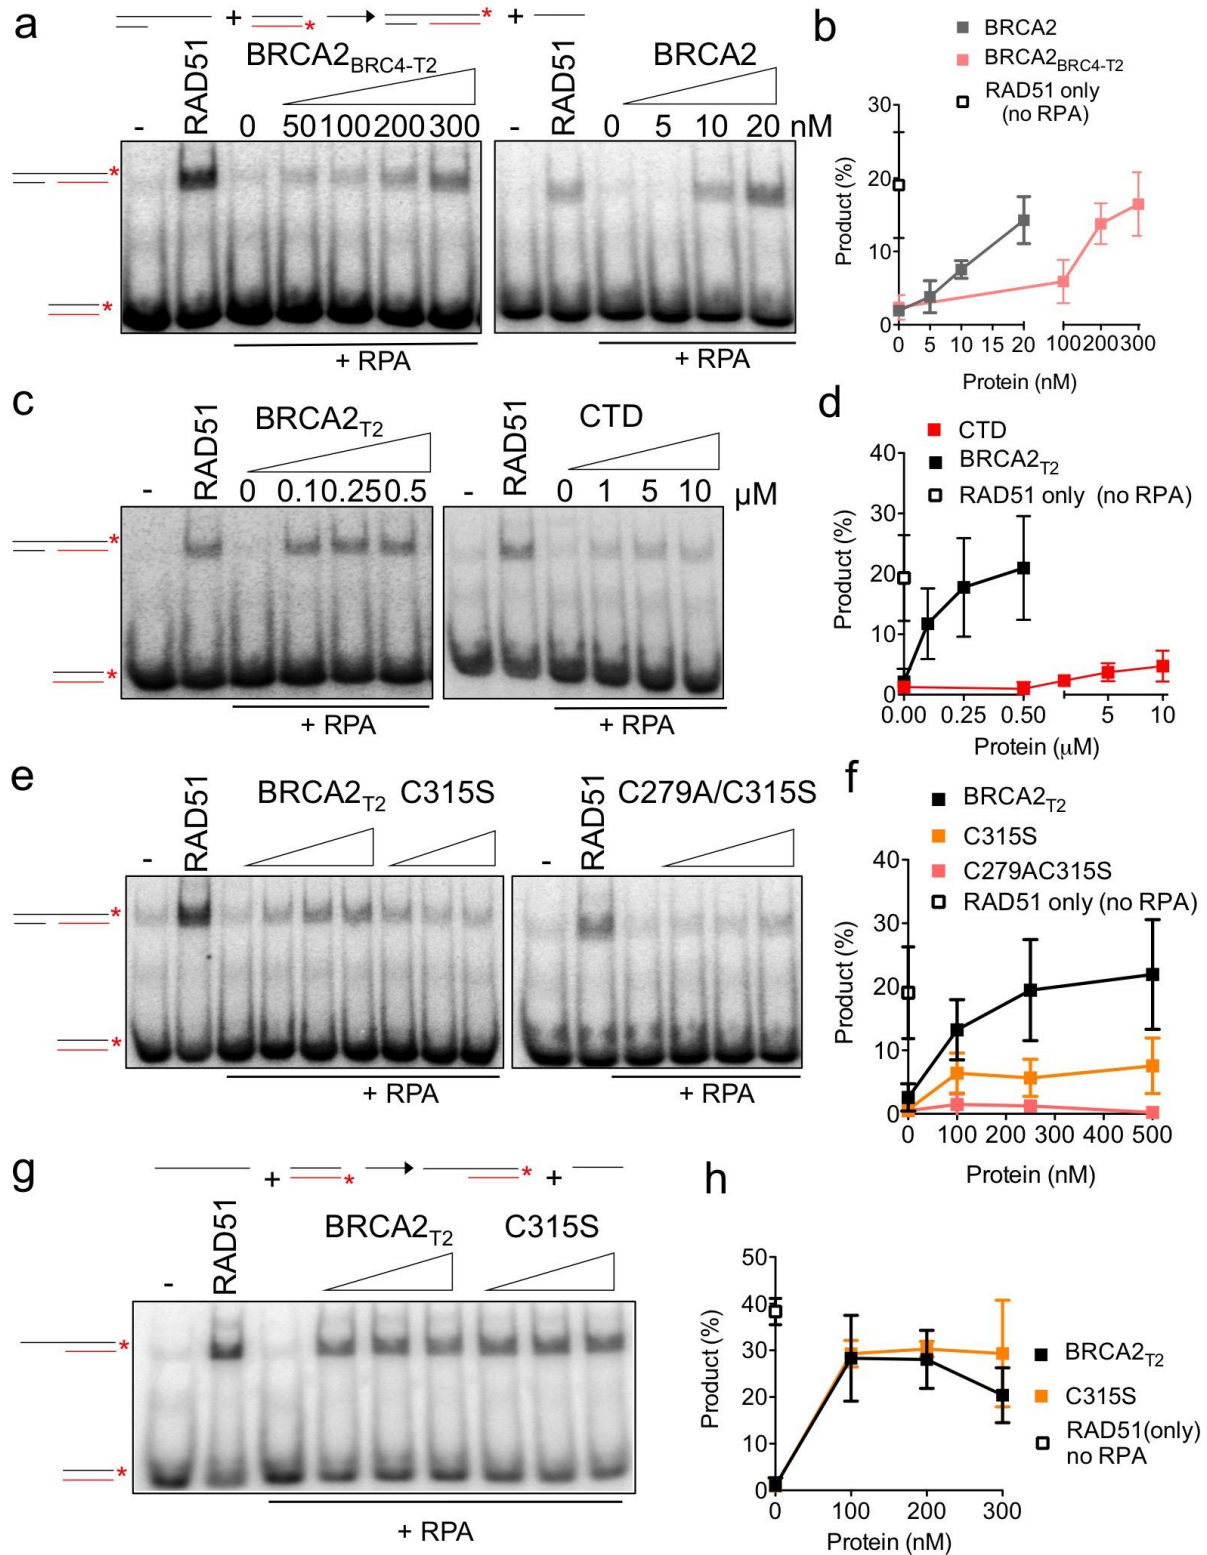 a
+
*
+
*
RAD51
BRCA2BRC4-T2
RAD51
BRCA2
- 0 50 100 200 300
- 0 5 10 20 nM
*
*
+ RPA
+ RPA
b
BRCA2
BRCA2BRC4-T2
RAD51 only
(no RPA)
Product (%)
30
20
10
0
0 5 10 15 20 100 200 300
Protein (nM)
c
RAD51
BRCA2T2
RAD51
CTD
- 0 0.1 0.25 0.5
- 0 1 5 10 μM
*
*
+ RPA
+ RPA
d
CTD
BRCA2T2
RAD51 only (no RPA)
Product (%)
40
30
20
10
0
0.00 0.25 0.50 5 10
Protein (μM)
e
- RAD51
BRCA2T2 C315S
- RAD51
C279A/C315S
*
*
+ RPA
+ RPA
f
BRCA2T2
C315S
C279AC315S
RAD51 only (no RPA)
Product (%)
40
30
20
10
0
0 100 200 300 400 500
Protein (nM)
g
+
*
*
+
- RAD51
BRCA2T2
C315S
*
*
+ RPA
h
Product (%)
50
40
30
20
10
0
0 100 200 300
Protein (nM)
BRCA2T2
C315S
RAD51(only)
no RPA